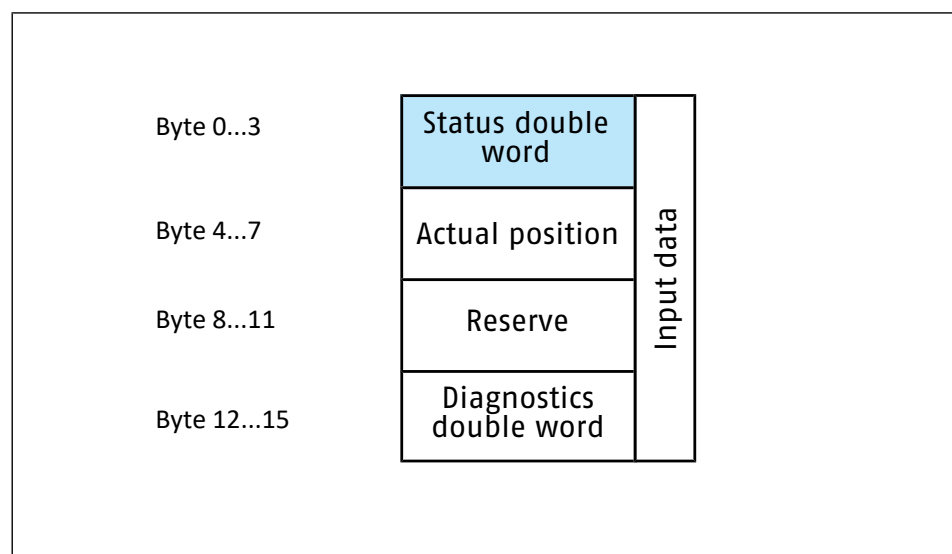 Byte 0...3
Status double
word
Byte 4...7
Actual position
Byte 8...11
Reserve
Byte 12...15
Diagnostics
double word
Input data